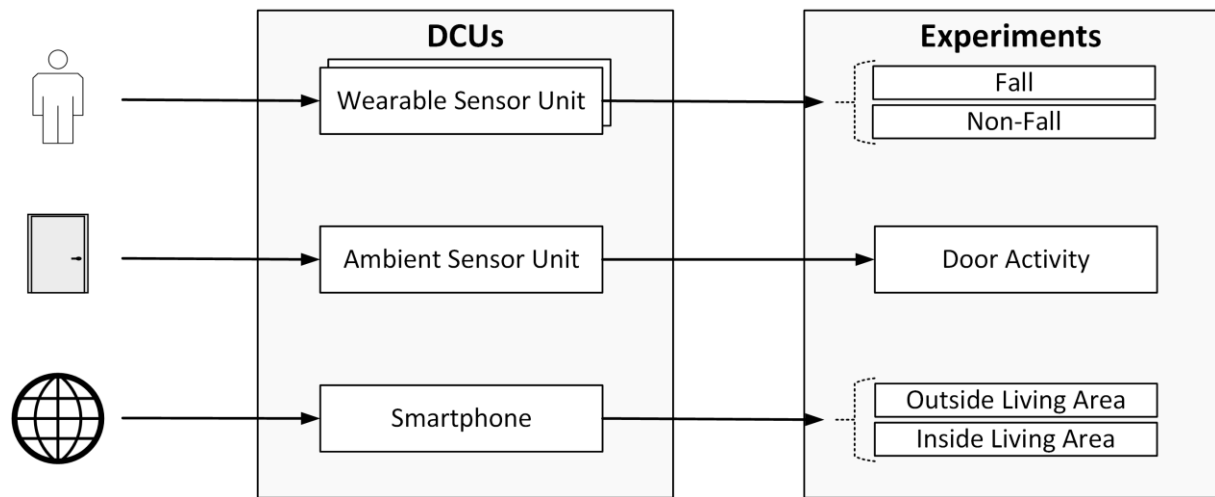 DCUs
Experiments
Wearable Sensor Unit
Fall
Non-Fall
Ambient Sensor Unit
Door Activity
Smartphone
Outside Living Area
Inside Living Area